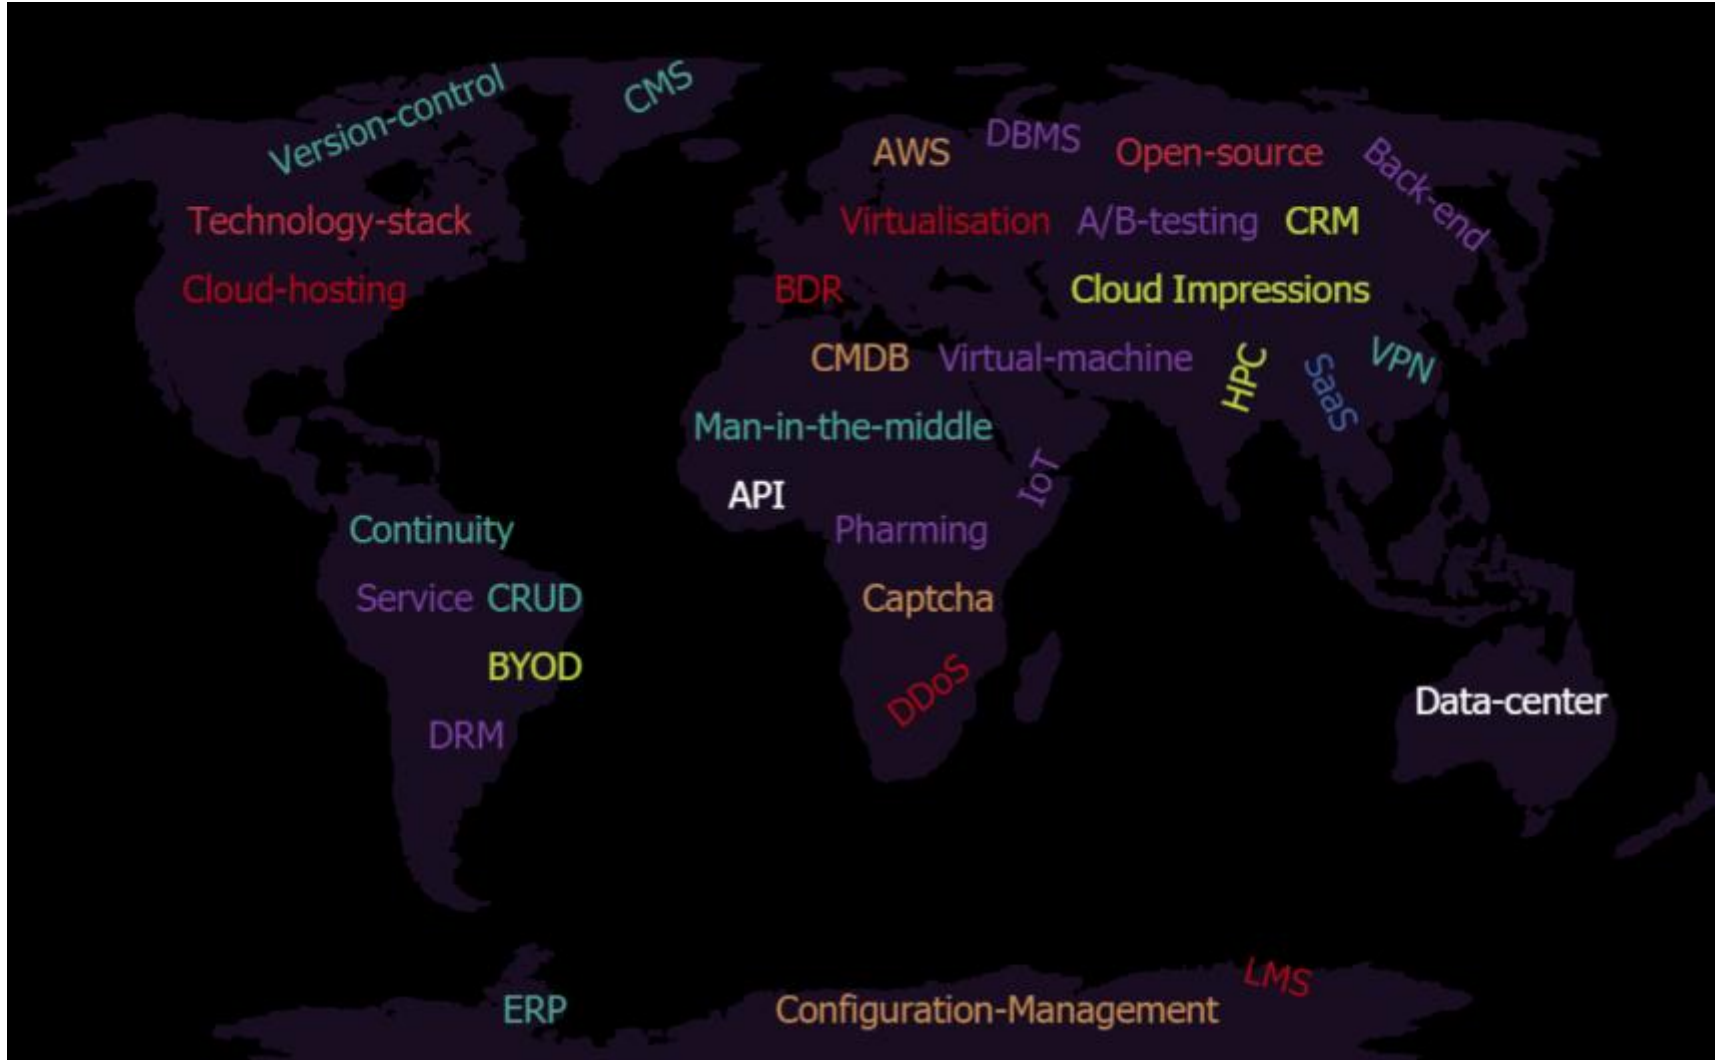 CMS
Version-control
AWS
DBMS
Open-source
Back-end
Technology-stack
Virtualisation
A/B-testing
CRM
Cloud-hosting
BDR
Cloud Impressions
CMDB
Virtual-machine
HPC
SaaS
VPN
Man-in-the-middle
IoT
API
Continuity
Pharming
Service
CRUD
Captcha
BYOD
DDoS
Data-center
DRM
LMS
ERP
Configuration-Management